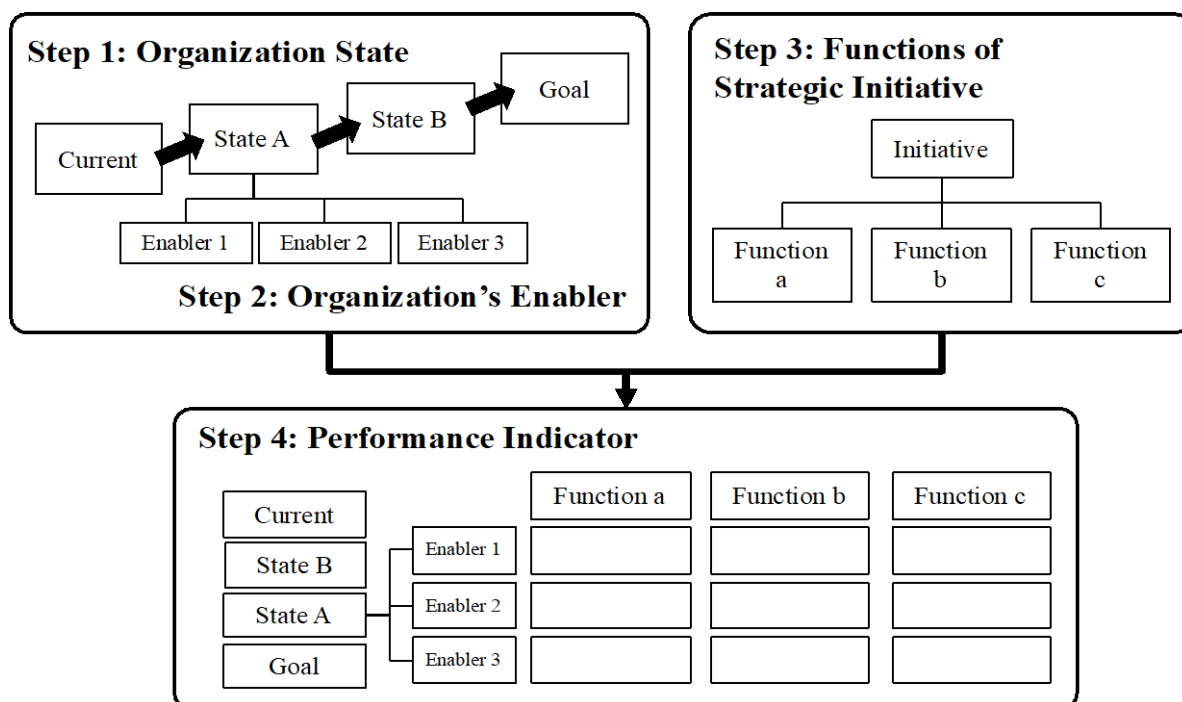 Step 1: Organization State
Goal
State B
State A
Current
Enabler 1
Enabler 2
Enabler 3
Step 2: Organization's Enabler
Step 3: Functions of
Strategic Initiative
Initiative
Function
a
Function
b
Function
c
Step 4: Performance Indicator
Function a
Function b
Function c
Current
State B
State A
Goal
Enabler 1
Enabler 2
Enabler 3